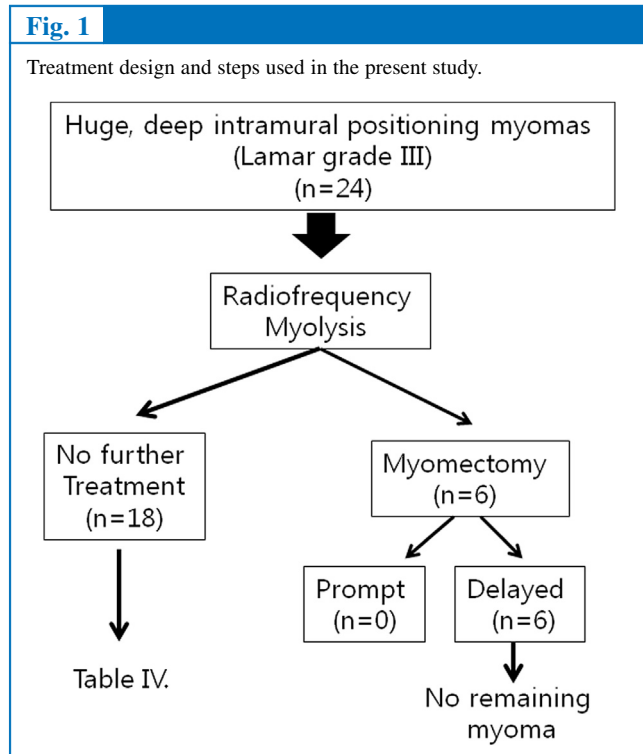 Fig. 1
Treatment design and steps used in the present study.
Huge, deep intramural positioning myomas
(Lamar grade III)
(n=24)
Radiofrequency
Myolysis
No further
Treatment
(n=18)
Myomectomy
(n=6)
Prompt
(n=0)
Delayed
(n=6)
Table IV.
No remaining
myoma